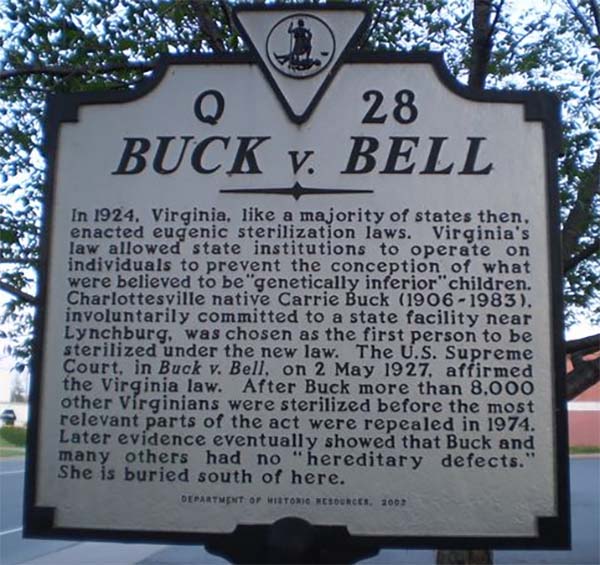 Q 28
BUCK V. BELL
In 1924, Virginia, like a majority of states then,
enacted eugenic sterilization laws. Virginia's
law allowed state institutions to operate on
individuals to prevent the conception of what
were believed to be "genetically inferior" children.
Charlottesville native Carrie Buck (1906-1983),
involuntarily committed to a state facility near
Lynchburg, was chosen as the first person to be
sterilized under the new law. The U.S. Supreme
Court, in Buck v. Bell, on 2 May 1927, affirmed
the Virginia law. After Buck more than 8,000
other Virginians were sterilized before the most
relevant parts of the act were repealed in 1974.
Later evidence eventually showed that Buck and
many others had no "hereditary defects."
She is buried south of here.
DEPARTMENT OF HISTORIC RESOURCES, 2002